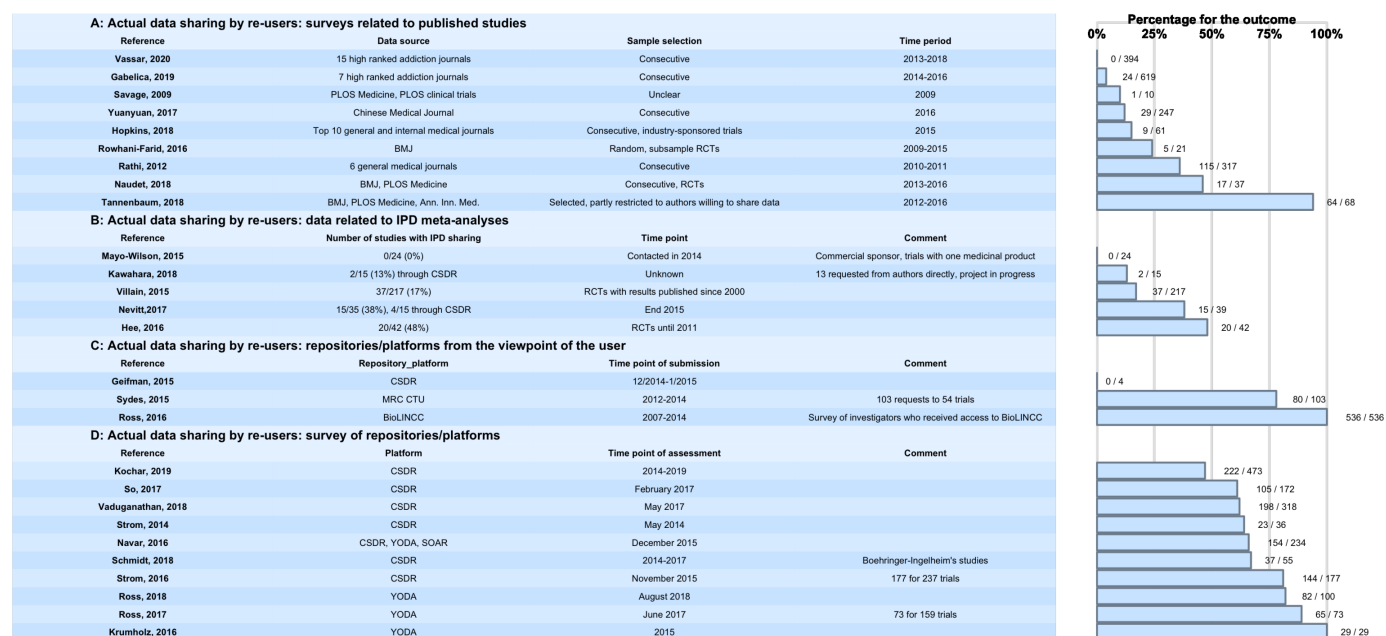 A: Actual data sharing by re-users: surveys related to published studies Percentage for the outcome
Reference Data source Sample selection Time period 0% 25% 50% 75% 100%
Vassar, 2020 15 high ranked addiction journals Consecutive 2013-2018 0 / 394
Gabelica, 2019 7 high ranked addiction journals Consecutive 2014-2016 24 / 619
Savage, 2009 PLOS Medicine, PLOS clinical trials Unclear 2009 1 / 10
Yuanyuan, 2017 Chinese Medical Journal Consecutive 2016 29 / 247
Hopkins, 2018 Top 10 general and internal medical journals Consecutive, industry-sponsored trials 2015 9 / 61
Rowhani-Farid, 2016 BMJ Random, subsample RCTs 2009-2015 5 / 21
Rathi, 2012 6 general medical journals Consecutive 2010-2011 115 / 317
Naudet, 2018 BMJ, PLOS Medicine Consecutive, RCTs 2013-2016 17 / 37
Tannenbaum, 2018 BMJ, PLOS Medicine, Ann. Inn. Med. Selected, partly restricted to authors willing to share data 2012-2016 64 / 68
B: Actual data sharing by re-users: data related to IPD meta-analyses
Reference Number of studies with IPD sharing Time point Comment
Mayo-Wilson, 2015 0/24 (0%) Contacted in 2014 Commercial sponsor, trials with one medicinal product 0 / 24
Kawahara, 2018 2/15 (13%) through CSDR Unknown 13 requested from authors directly, project in progress 2 / 15
Villain, 2015 37/217 (17%) RCTs with results published since 2000 37 / 217
Nevitt,2017 15/35 (38%), 4/15 through CSDR End 2015 15 / 39
Hee, 2016 20/42 (48%) RCTs until 2011 20 / 42
C: Actual data sharing by re-users: repositories/platforms from the viewpoint of the user
Reference Repository_platform Time point of submission Comment
Geifman, 2015 CSDR 12/2014-1/2015 0 / 4
Sydes, 2015 MRC CTU 2012-2014 103 requests to 54 trials 80 / 103
Ross, 2016 BioLINCC 2007-2014 Survey of investigators who received access to BioLINCC 536 / 536
D: Actual data sharing by re-users: survey of repositories/platforms
Reference Platform Time point of assessment Comment
Kochar, 2019 CSDR 2014-2019 222 / 473
So, 2017 CSDR February 2017 105 / 172
Vaduganathan, 2018 CSDR May 2017 198 / 318
Strom, 2014 CSDR May 2014 23 / 36
Navar, 2016 CSDR, YODA, SOAR December 2015 154 / 234
Schmidt, 2018 CSDR 2014-2017 Boehringer-Ingelheim's studies 37 / 55
Strom, 2016 CSDR November 2015 177 for 237 trials 144 / 177
Ross, 2018 YODA August 2018 82 / 100
Ross, 2017 YODA June 2017 73 for 159 trials 65 / 73
Krumholz, 2016 YODA 2015 29 / 29